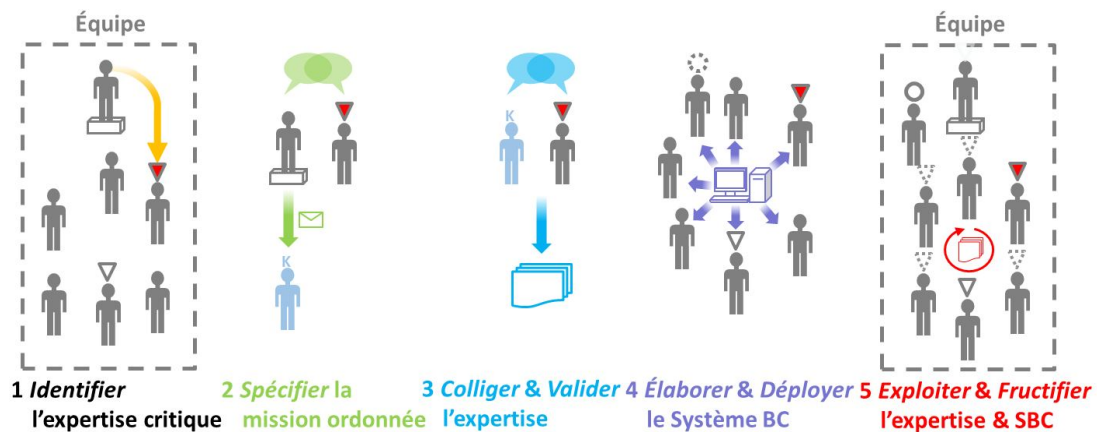 Équipe
Équipe
K
K
1 Identifier
l'expertise critique
2 Spécifier la
mission ordonnée
3 Colliger & Valider
l'expertise
4 Élaborer & Déployer
le Système BC
5 Exploiter & Fructifier
l'expertise & SBC